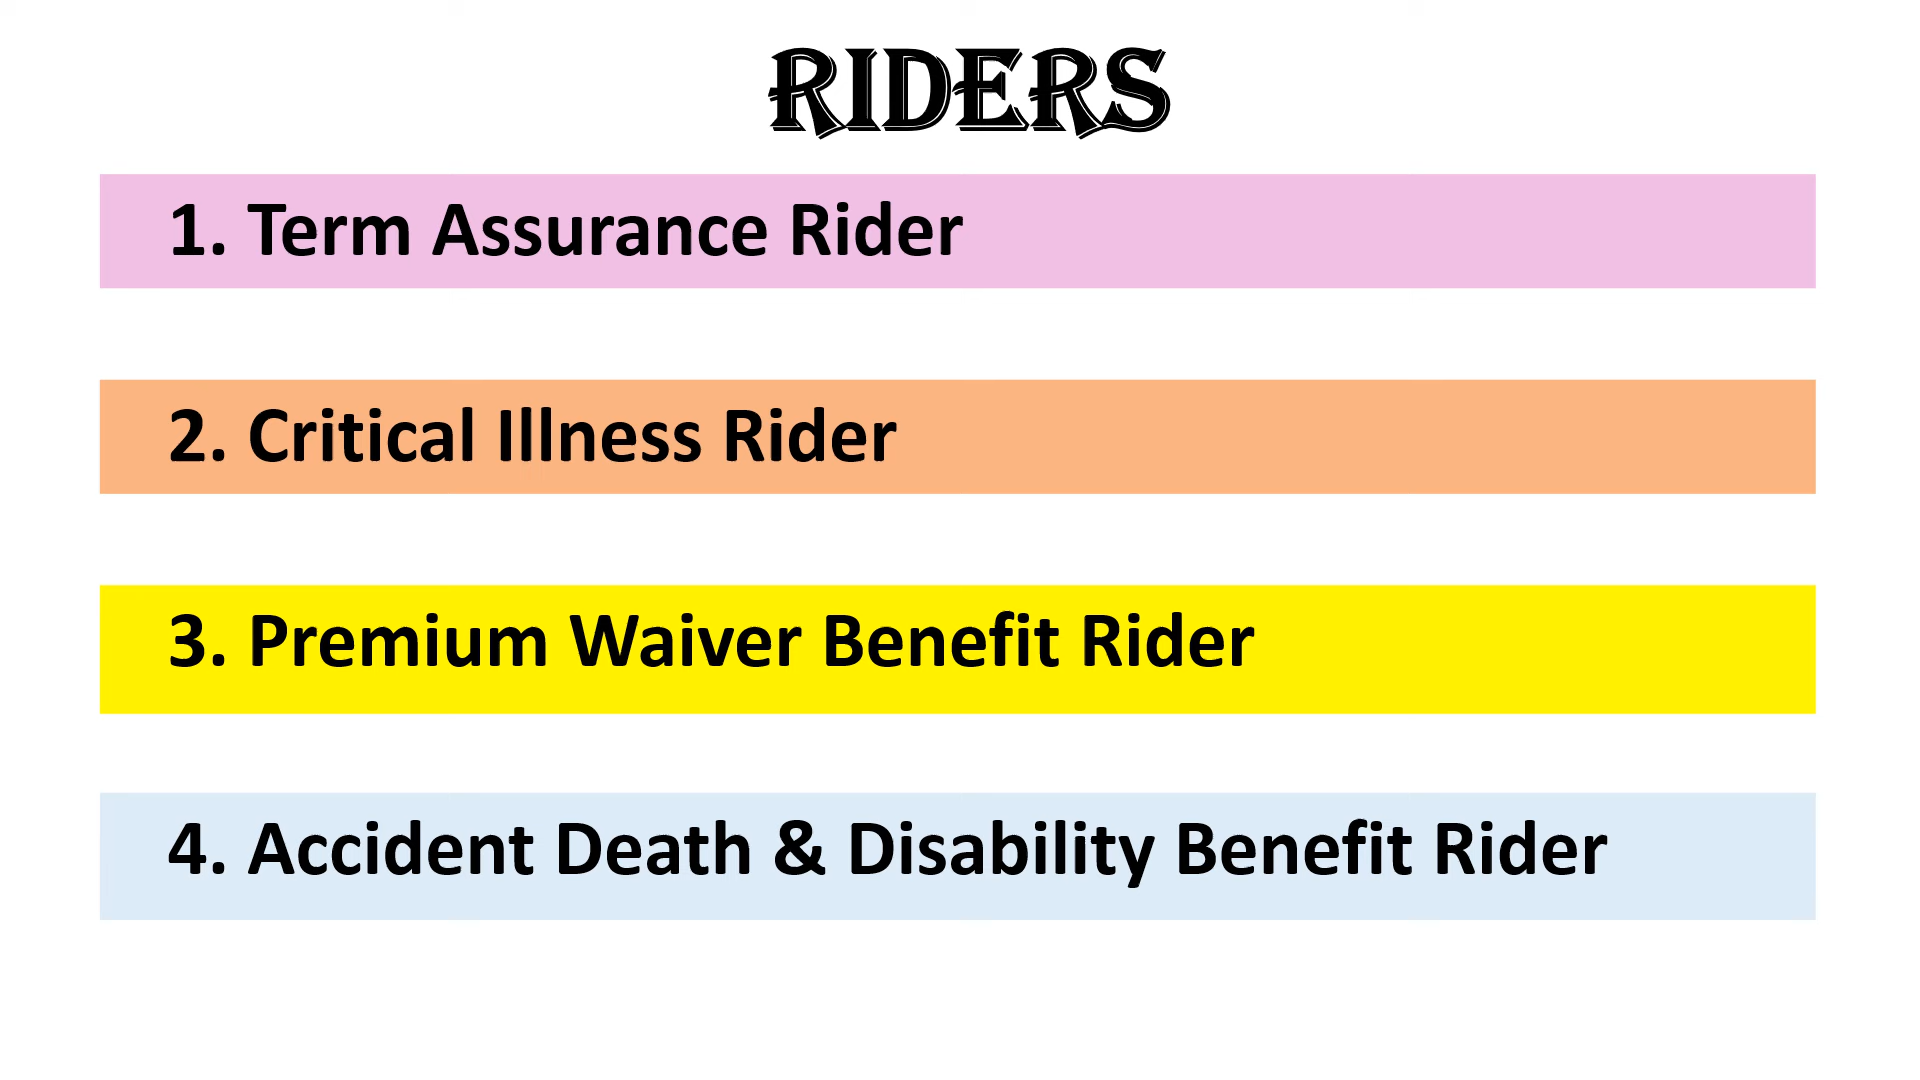 RIDERS
1. Term Assurance Rider
2. Critical Illness Rider
3. Premium Waiver Benefit Rider
4. Accident Death & Disability Benefit Rider